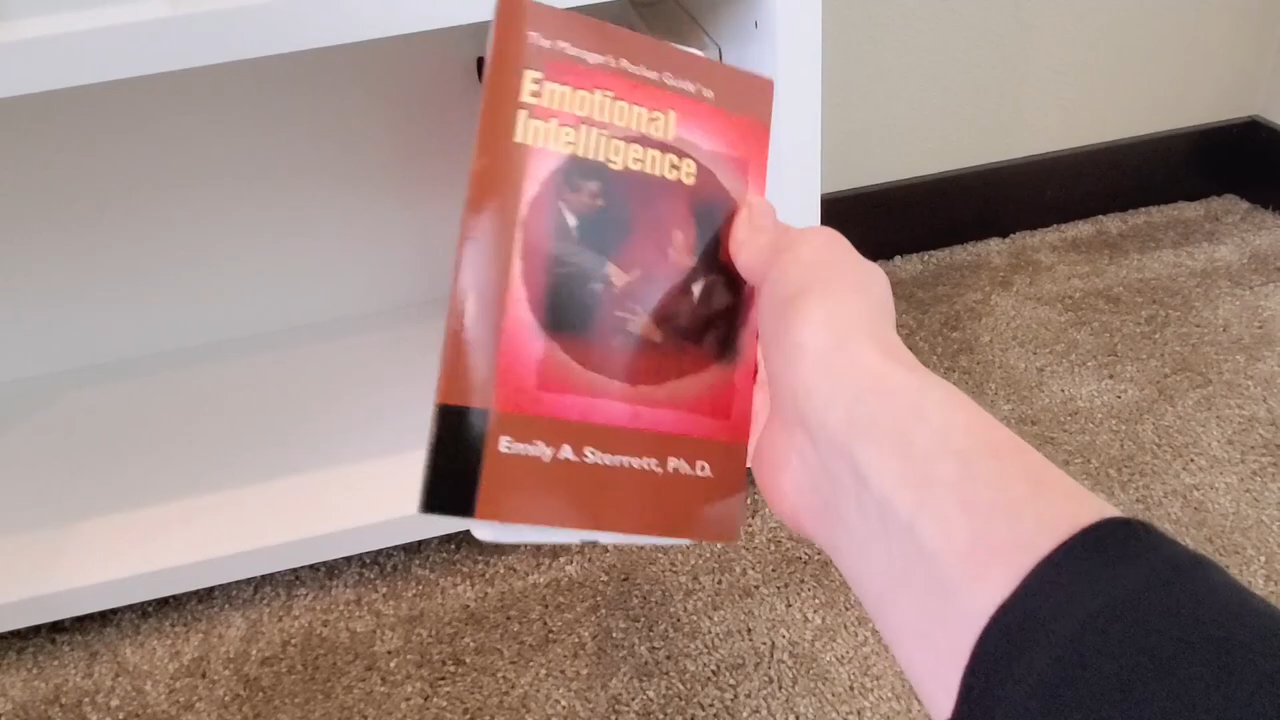 The Manager's Pocket Guide to
Emotional
Intelligence
Emily A. Sterrett, Ph.D.